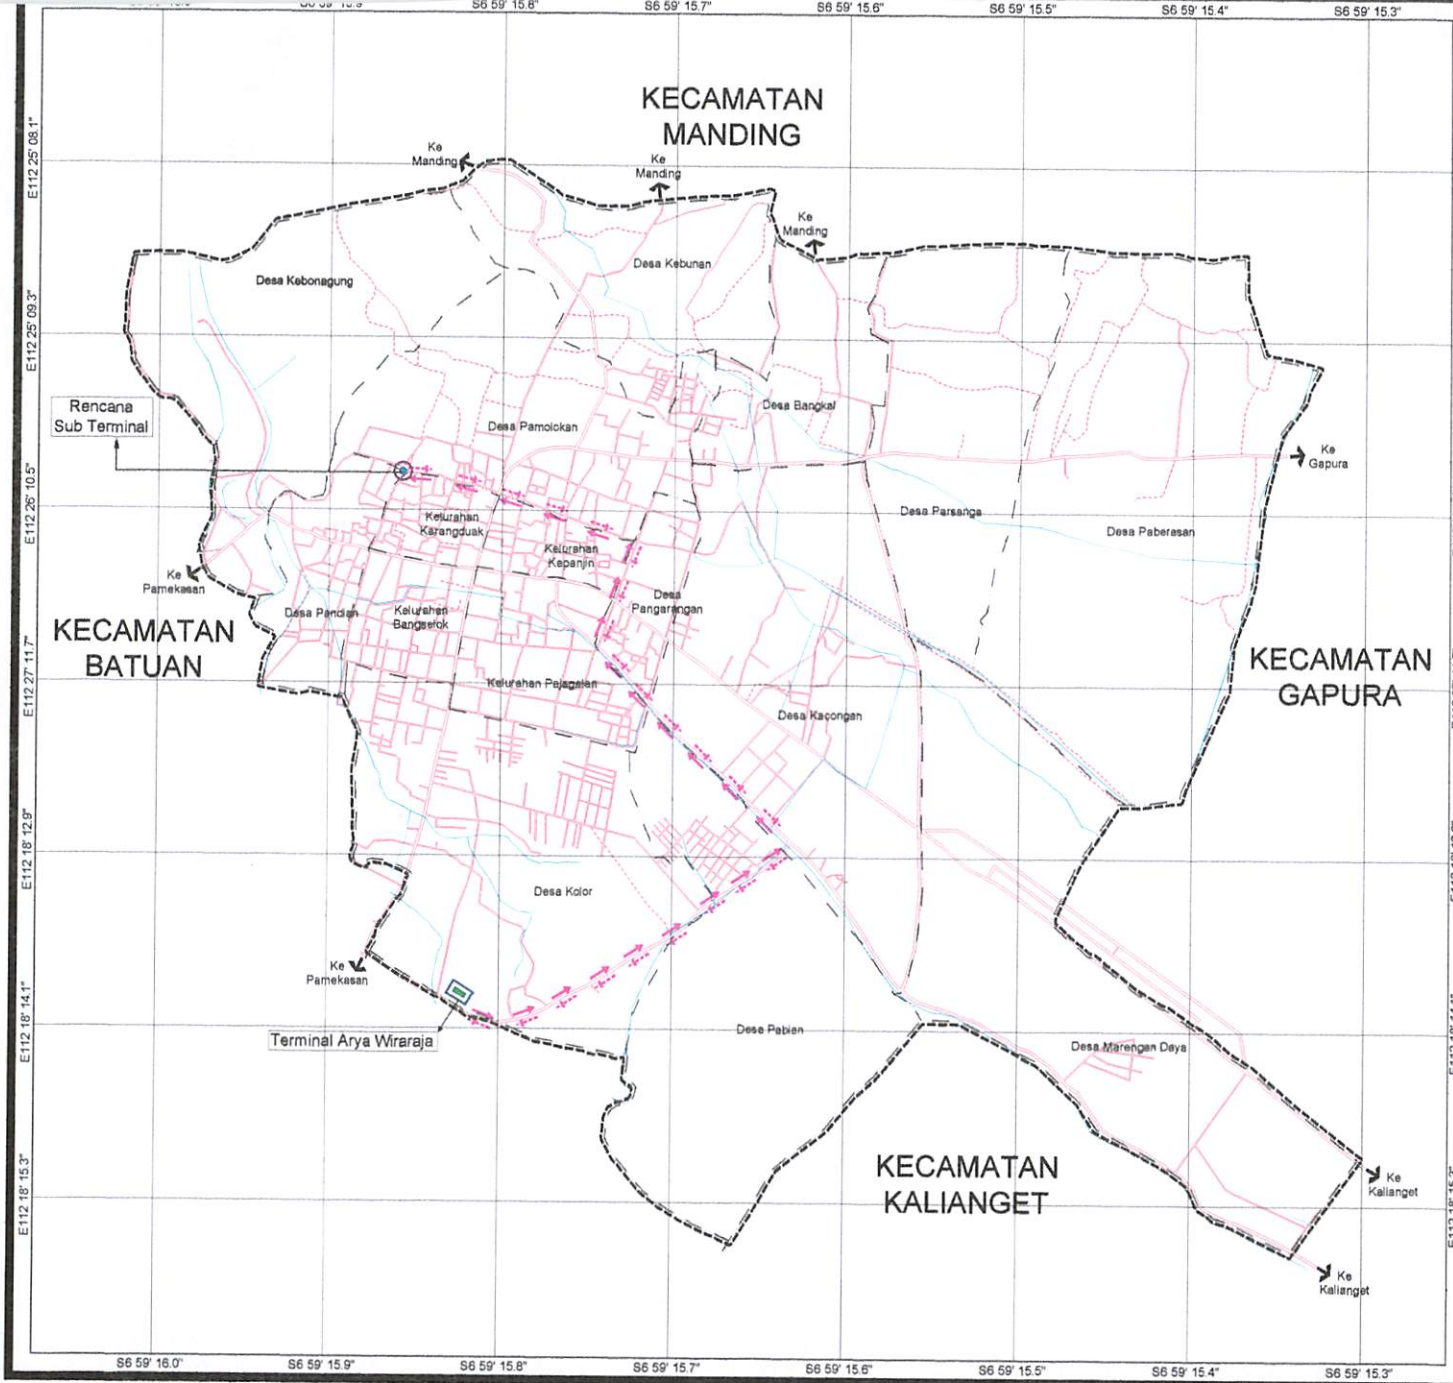 S6 59' 15.8"
S6 59' 15.7"
S6 59' 15.6"
S6 59' 15.5"
S6 59' 15.4"
S6 59' 15.3"
KECAMATAN
MANDING
Ke
Manding
Ke
Manding
Ke
Manding
E112 25' 08.1"
Desa Kebonagung
Desa Kebunan
E112 25' 09.3"
Rencana
Sub Terminal
Desa Pamolokan
Desa Bangkal
Ke
Gapura
E112 26' 10.5"
Kelurahan
Karangduak
Kelurahan
Kepanjin
Desa Parsanga
Desa Paberasan
Ke
Pamekasan
Desa Pandian
Kelurahan
Bangselok
Desa
Pangarangan
KECAMATAN
BATUAN
KECAMATAN
GAPURA
E112 27' 11.7"
Kelurahan Pajagalan
Desa Kacongan
E112 18' 12.9"
Desa Kolor
Ke
Pamekasan
E112 18' 14.1"
Terminal Arya Wiraraja
Desa Pabian
Desa Marengan Daya
KECAMATAN
KALIANGET
E112 18' 15.3"
Ke
Kalianget
Ke
Kalianget
S6 59' 16.0"
S6 59' 15.9"
S6 59' 15.8"
S6 59' 15.7"
S6 59' 15.6"
S6 59' 15.5"
S6 59' 15.4"
S6 59' 15.3"